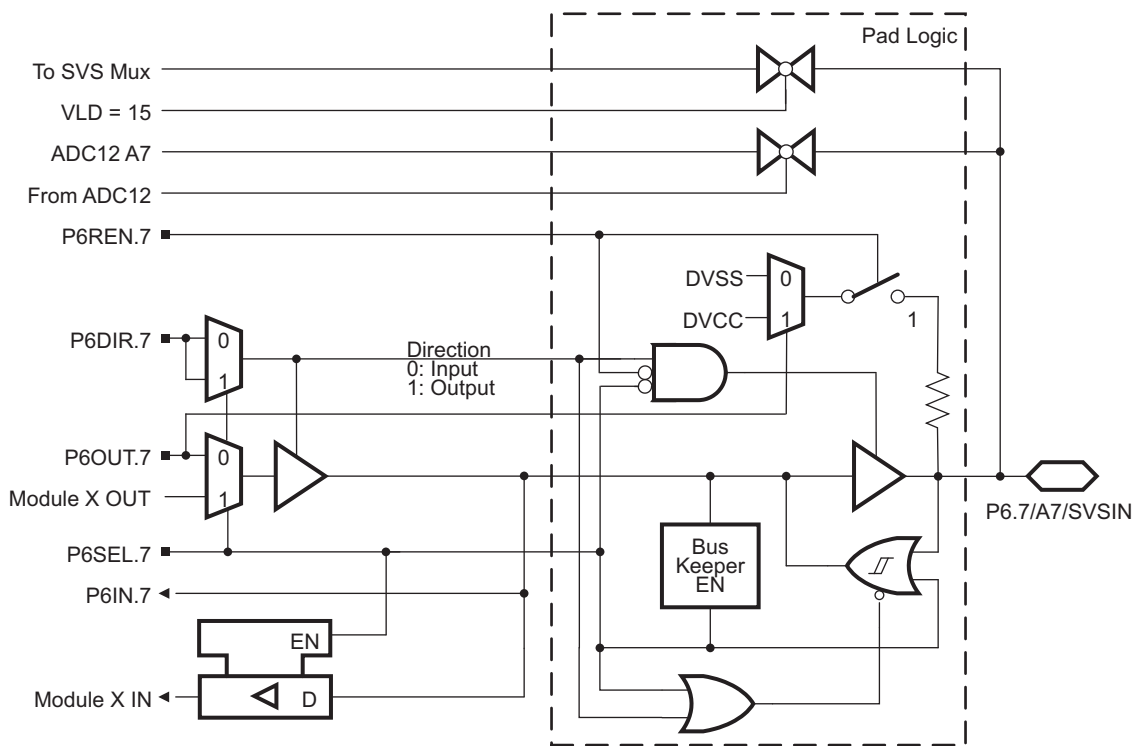 Pad Logic
To SVS Mux
VLD = 15
ADC12 A7
From ADC12
P6REN.7
DVSS
0
DVCC
1
1
P6DIR.7
0
1
Direction
0: Input
1: Output
P6OUT.7
0
Module X OUT
1
P6.7/A7/SVSIN
P6SEL.7
Bus
Keeper
EN
P6IN.7
EN
Module X IN
D